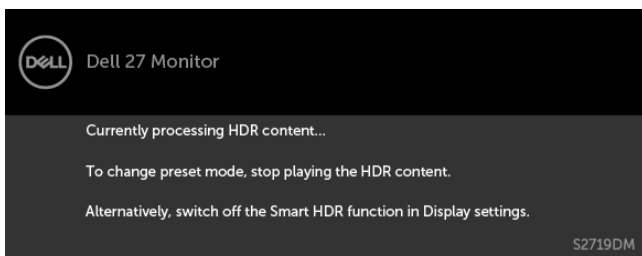 DELL
Dell 27 Monitor
Currently processing HDR content...
To change preset mode, stop playing the HDR content.
Alternatively, switch off the Smart HDR function in Display settings.
S2719DM